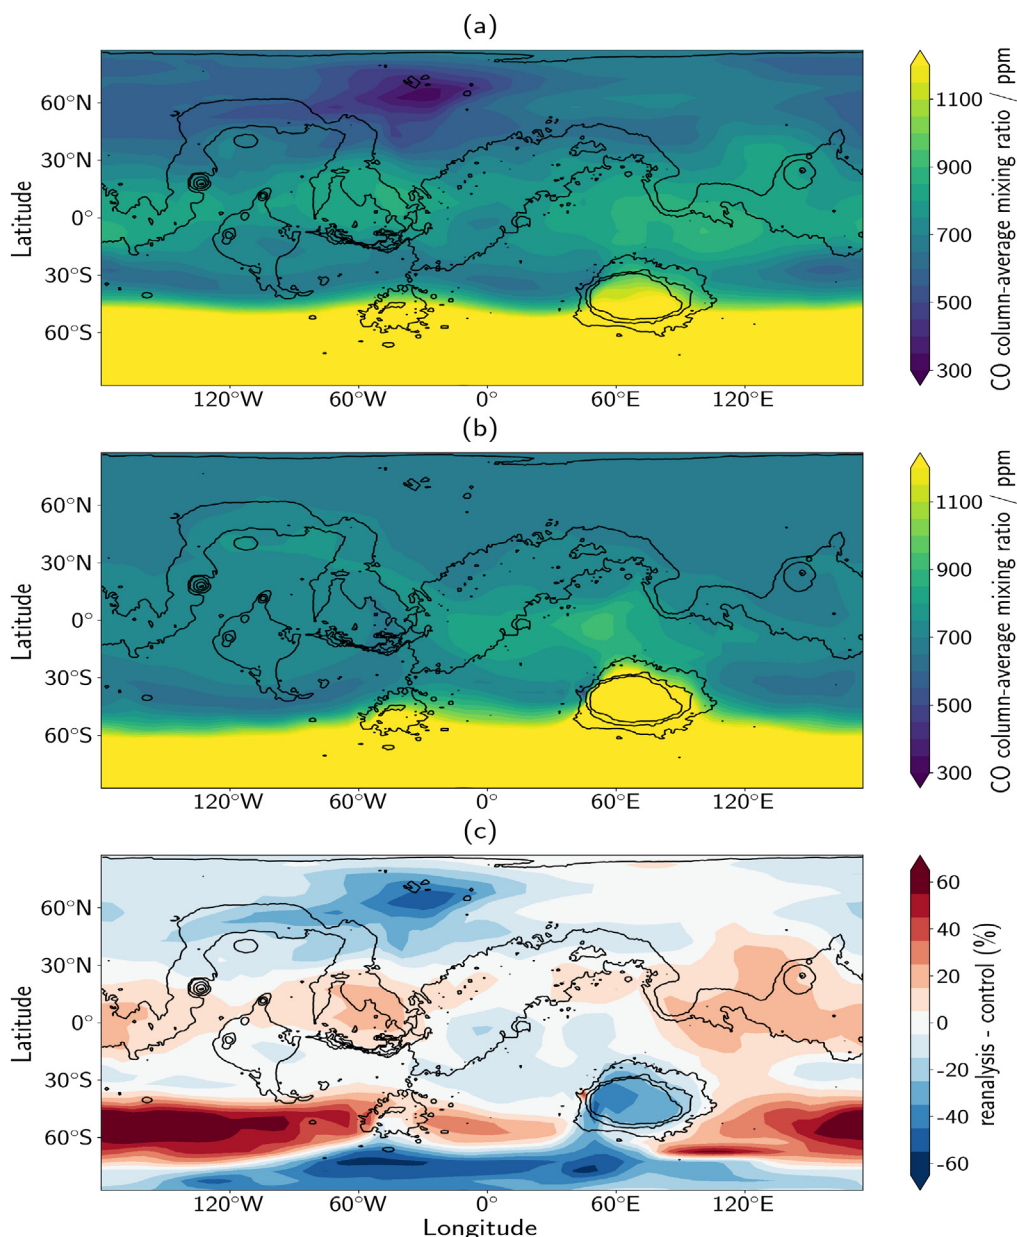 (a)
60°N
30°N
0°
30°S
60°S
Latitude
120°W 60°W 0° 60°E 120°E
1100
900
700
500
300
CO column-average mixing ratio / ppm
(b)
60°N
30°N
0°
30°S
60°S
Latitude
120°W 60°W 0° 60°E 120°E
1100
900
700
500
300
CO column-average mixing ratio / ppm
(c)
60°N
30°N
0°
30°S
60°S
Latitude
120°W 60°W 0° 60°E 120°E
Longitude
60
40
20
0
-20
-40
-60
reanalysis - control (%)